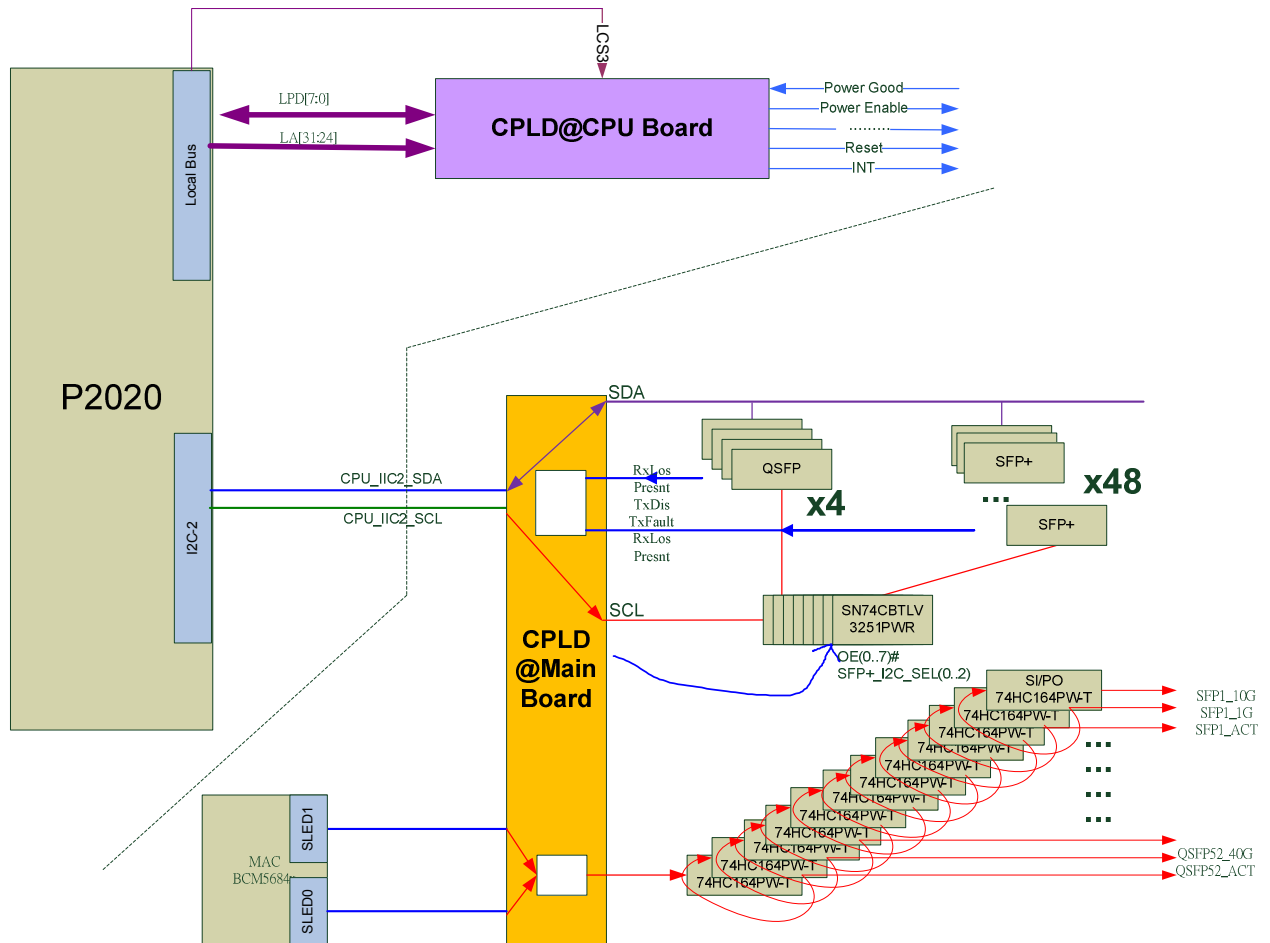 LCS3
LPD[7:0]
LA[31:24]
Local Bus
CPLD@CPU Board
Power Good
Power Enable
.........
Reset
INT
P2020
I2C-2
CPU_IIC2_SDA
CPU_IIC2_SCL
SDA
RxLos
Presnt
TxDis
TxFault
RxLos
Presnt
QSFP
x4
SFP+
x48
...
SFP+
SCL
CPLD
@Main
Board
SN74CBTLV
3251PWR
OE(0..7)#
SFP+_I2C_SEL(0..2)
SI/PO
74HC164PW-T
74HC164PW-T
74HC164PW-T
74HC164PW-T
74HC164PW-T
74HC164PW-T
74HC164PW-T
74HC164PW-T
74HC164PW-T
74HC164PW-T
74HC164PW-T
74HC164PW-T
SFP1_10G
SFP1_1G
SFP1_ACT
...
...
...
...
QSFP52_40G
QSFP52_ACT
SLED1
MAC
BCM5684x
SLED0